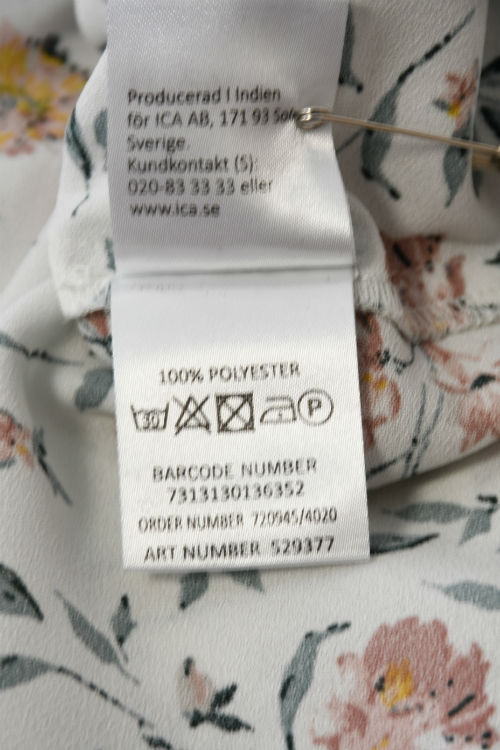 Producerad I Indien
för ICA AB, 171 93
Sverige.
Kundkontakt (S):
020-83 33 33 eller
www.ica.se
100% POLYESTER
30 P
BARCODE NUMBER
7313130136352
ORDER NUMBER 720945/4020
ART NUMBER 529377